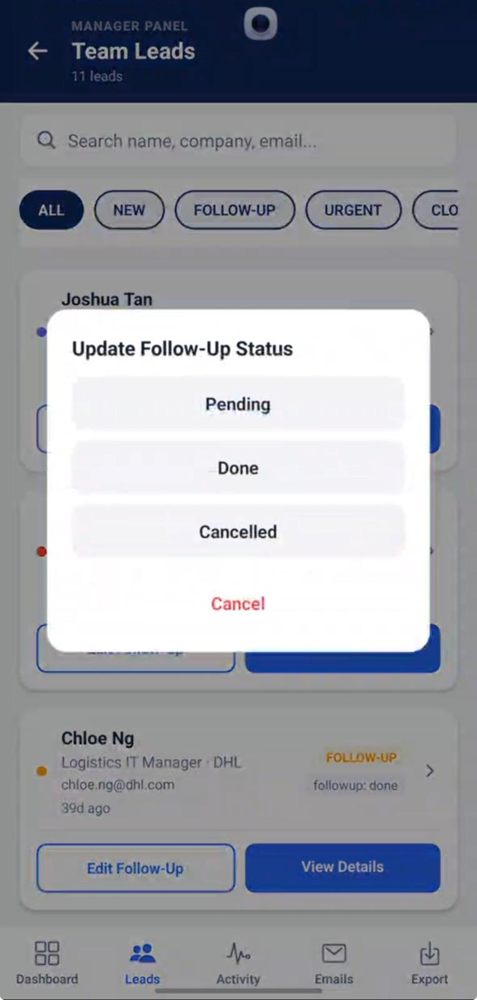 MANAGER PANEL
Team Leads
11 leads
Search name, company, email...
ALL
NEW
FOLLOW-UP
URGENT
CLO
Joshua Tan
Update Follow-Up Status
Pending
Done
Cancelled
Cancel
Chloe Ng
Logistics IT Manager · DHL
chloe.ng@dhl.com
39d ago
FOLLOW-UP
followup: done
Edit Follow-Up
View Details
Dashboard
Leads
Activity
Emails
Export